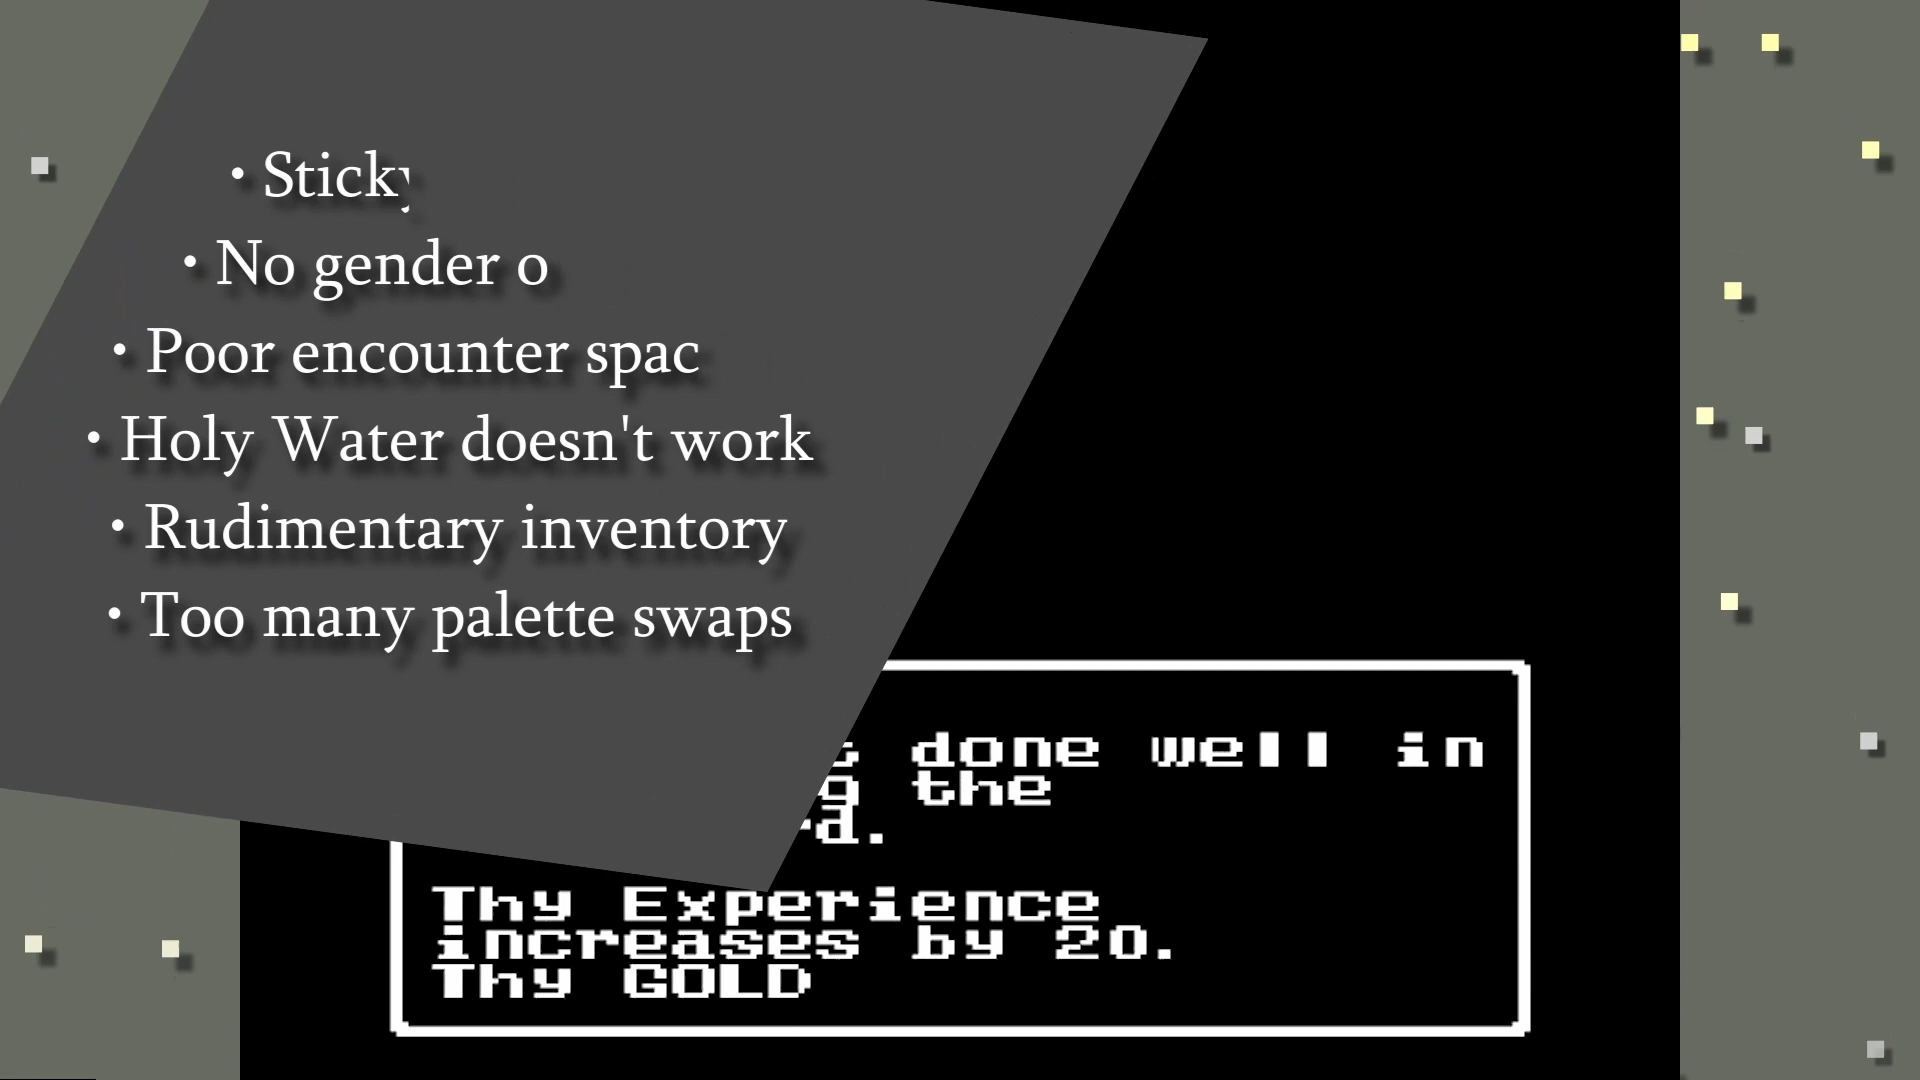 • Sticky
• No gender o
• Poor encounter spac
• Holy Water doesn't work
• Rudimentary inventory
• Too many palette swaps
done well in
the
Thy Experience
increases by 20.
Thy GOLD